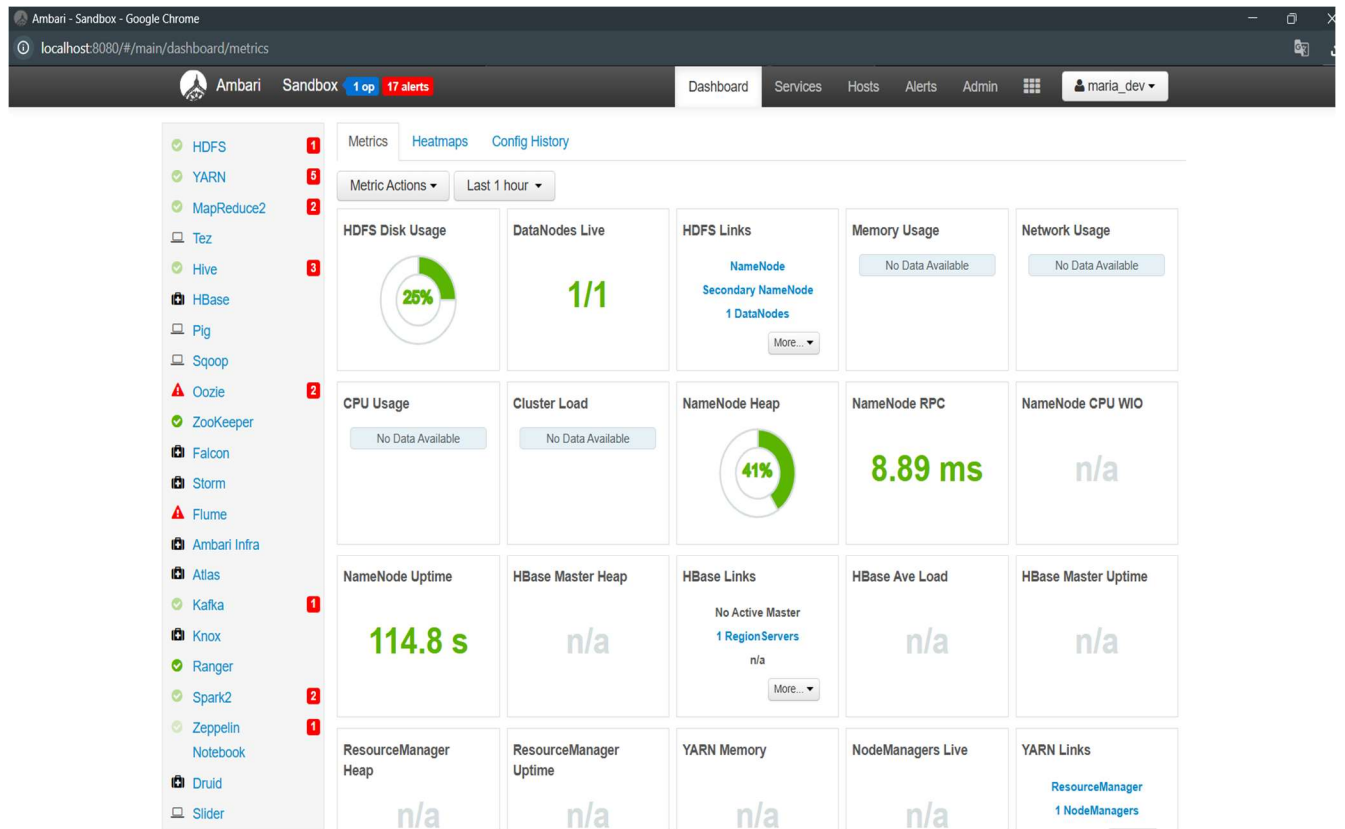 Ambari - Sandbox - Google Chrome
localhost:8080/#/main/dashboard/metrics
Ambari Sandbox 1 op 17 alerts Dashboard Services Hosts Alerts Admin maria_dev
HDFS 1
YARN 5
MapReduce2 2
Tez
Hive 3
HBase
Pig
Sqoop
Oozie 2
ZooKeeper
Falcon
Storm
Flume
Ambari Infra
Atlas
Kafka 1
Knox
Ranger
Spark2 2
Zeppelin 1
Notebook
Druid
Slider
Metrics Heatmaps Config History
Metric Actions Last 1 hour
HDFS Disk Usage
25%
DataNodes Live
1/1
HDFS Links
NameNode
Secondary NameNode
1 DataNodes
More...
Memory Usage
No Data Available
Network Usage
No Data Available
CPU Usage
No Data Available
Cluster Load
No Data Available
NameNode Heap
41%
NameNode RPC
8.89 ms
NameNode CPU WIO
n/a
NameNode Uptime
114.8 s
HBase Master Heap
n/a
HBase Links
No Active Master
1 RegionServers
n/a
More...
HBase Ave Load
n/a
HBase Master Uptime
n/a
ResourceManager
Heap
n/a
ResourceManager
Uptime
n/a
YARN Memory
n/a
NodeManagers Live
n/a
YARN Links
ResourceManager
1 NodeManagers